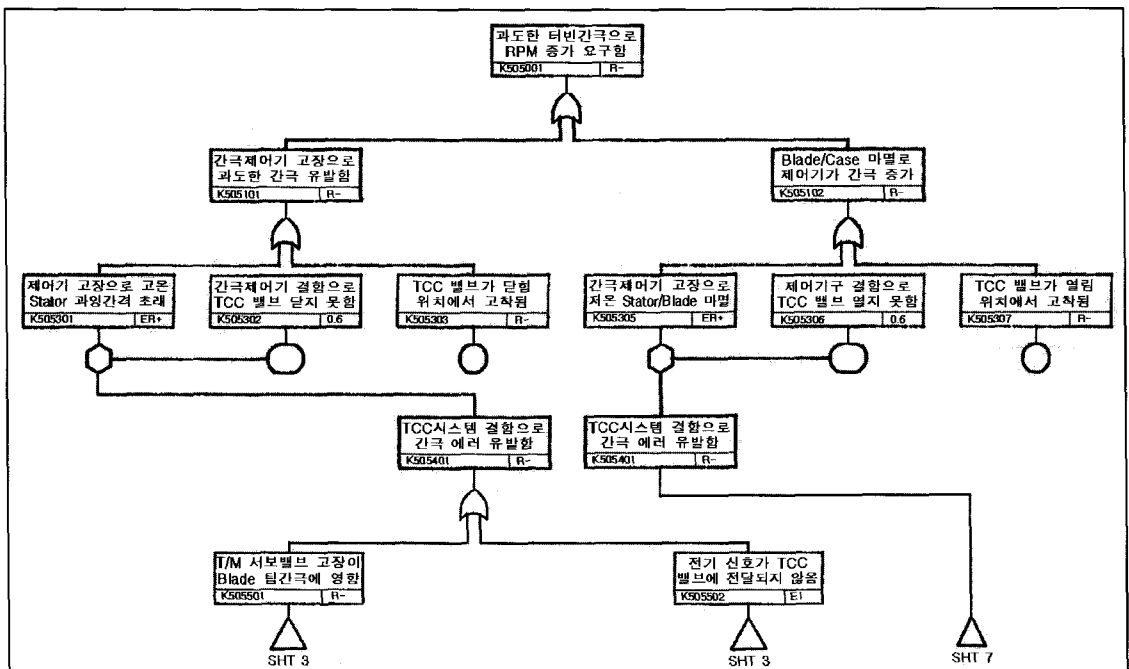 과도한 터빈간극으로
RPM 증가 요구함
K505001 R-
간극제어기 고장으로
과도한 간극 유발함
K505101 R-
Blade/Case 마멸로
제어기가 간극 증가
K505102 R-
제어기 고장으로 고온
Stator 과잉간격 초래
K505301 ER+
간극제어기 결함으로
TCC 밸브 닫지 못함
K505302 0.6
TCC 밸브가 닫힘
위치에서 고착됨
K505303 R-
간극제어기 고장으로
저온 Stator/Blade 마멸
K505305 ER+
제어기구 결함으로
TCC 밸브 열지 못함
K505306 0.6
TCC 밸브가 열림
위치에서 고착됨
K505307 R-
TCC시스템 결함으로
간극 에러 유발함
K505401 R-
TCC시스템 결함으로
간극 에러 유발함
K505401 R-
T/M 서보밸브 고장이
Blade 팁간극에 영향
K505501 R-
전기 신호가 TCC
밸브에 전달되지 않음
K505502 E1
SHT 3
SHT 3
SHT 7